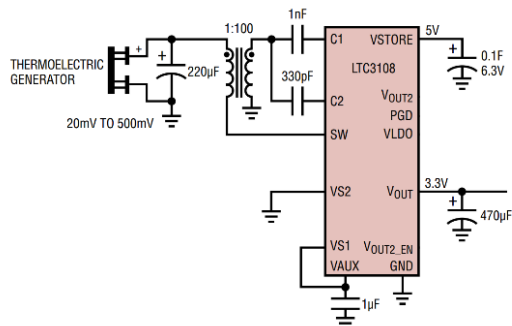 1:100
1nF
C1
VSTORE
5V
THERMOELECTRIC
GENERATOR
+
220µF
+
330pF
LTC3108
+
0.1F
6.3V
C2
VOUT2
PGD
VLDO
20mV TO 500mV
SW
VS2
VOUT
3.3V
+
470µF
VS1
VOUT2_EN
VAUX
GND
1µF